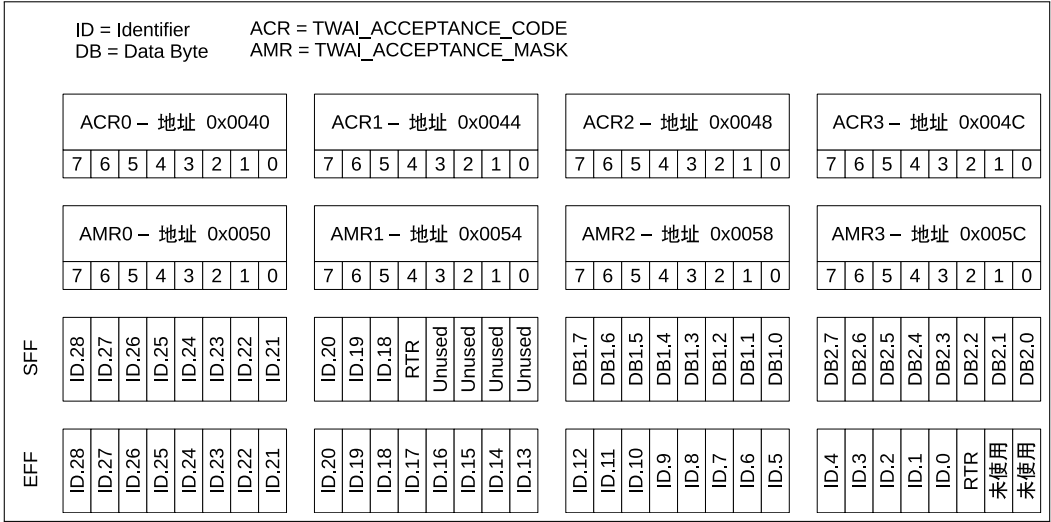 ID = Identifier ACR = TWAI_ACCEPTANCE_CODE
DB = Data Byte AMR = TWAI_ACCEPTANCE_MASK
ACR0 – 地址 0x0040 ACR1 – 地址 0x0044 ACR2 – 地址 0x0048 ACR3 – 地址 0x004C
7 6 5 4 3 2 1 0 7 6 5 4 3 2 1 0 7 6 5 4 3 2 1 0 7 6 5 4 3 2 1 0
AMR0 – 地址 0x0050 AMR1 – 地址 0x0054 AMR2 – 地址 0x0058 AMR3 – 地址 0x005C
7 6 5 4 3 2 1 0 7 6 5 4 3 2 1 0 7 6 5 4 3 2 1 0 7 6 5 4 3 2 1 0
SFF ID.28 ID.27 ID.26 ID.25 ID.24 ID.23 ID.22 ID.21 ID.20 ID.19 ID.18 RTR Unused Unused Unused Unused DB1.7 DB1.6 DB1.5 DB1.4 DB1.3 DB1.2 DB1.1 DB1.0 DB2.7 DB2.6 DB2.5 DB2.4 DB2.3 DB2.2 DB2.1 DB2.0
EFF ID.28 ID.27 ID.26 ID.25 ID.24 ID.23 ID.22 ID.21 ID.20 ID.19 ID.18 ID.17 ID.16 ID.15 ID.14 ID.13 ID.12 ID.11 ID.10 ID.9 ID.8 ID.7 ID.6 ID.5 ID.4 ID.3 ID.2 ID.1 ID.0 RTR 未使用 未使用